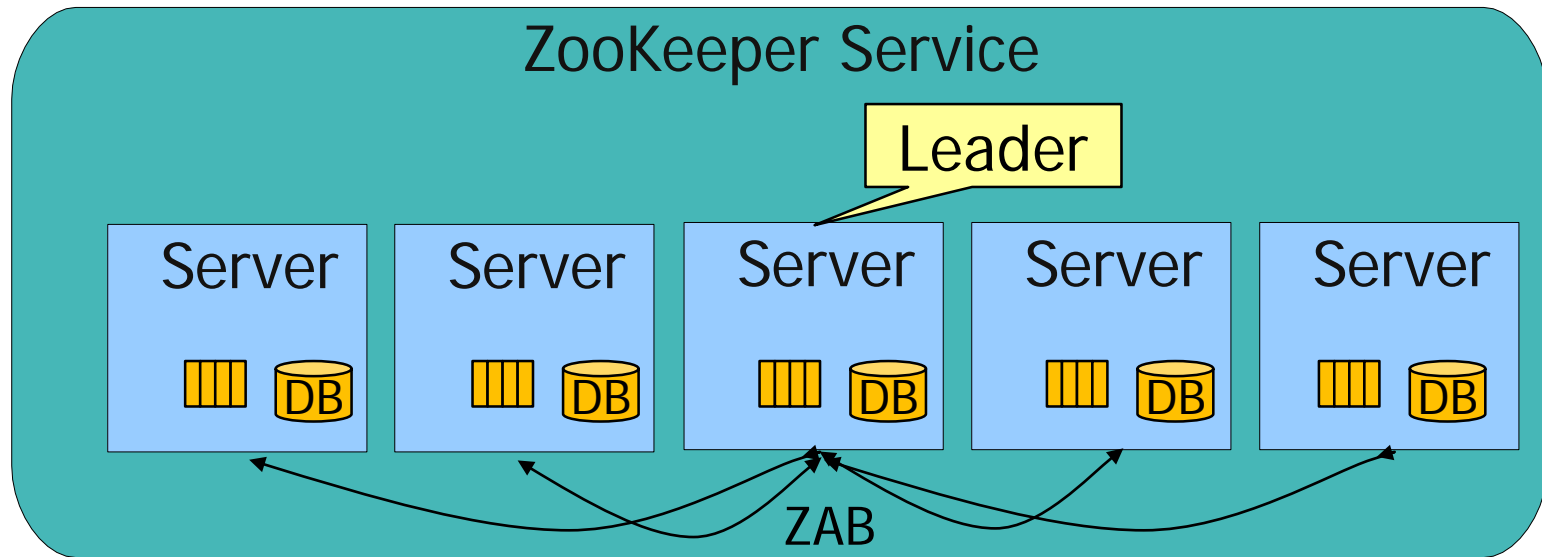 ZooKeeper Service
Leader
Server
Server
Server
Server
Server
DB
DB
DB
DB
DB
ZAB